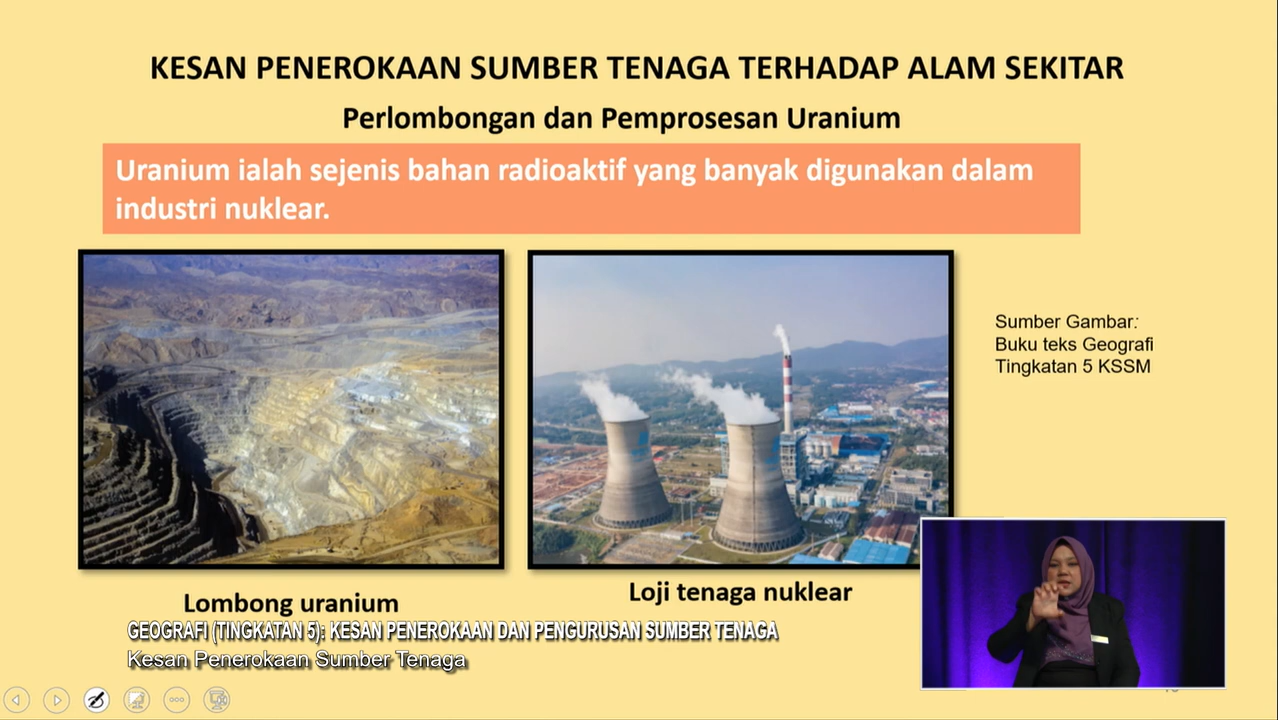 KESAN PENEROKAAN SUMBER TENAGA TERHADAP ALAM SEKITAR
Perlombongan dan Pemprosesan Uranium
Uranium ialah sejenis bahan radioaktif yang banyak digunakan dalam
industri nuklear.
Sumber Gambar:
Buku teks Geografi
Tingkatan 5 KSSM
Lombong uranium
Loji tenaga nuklear
GEOGRAFI (TINGKATAN 5): KESAN PENEROKAAN DAN PENGURUSAN SUMBER TENAGA
Kesan Penerokaan Sumber Tenaga